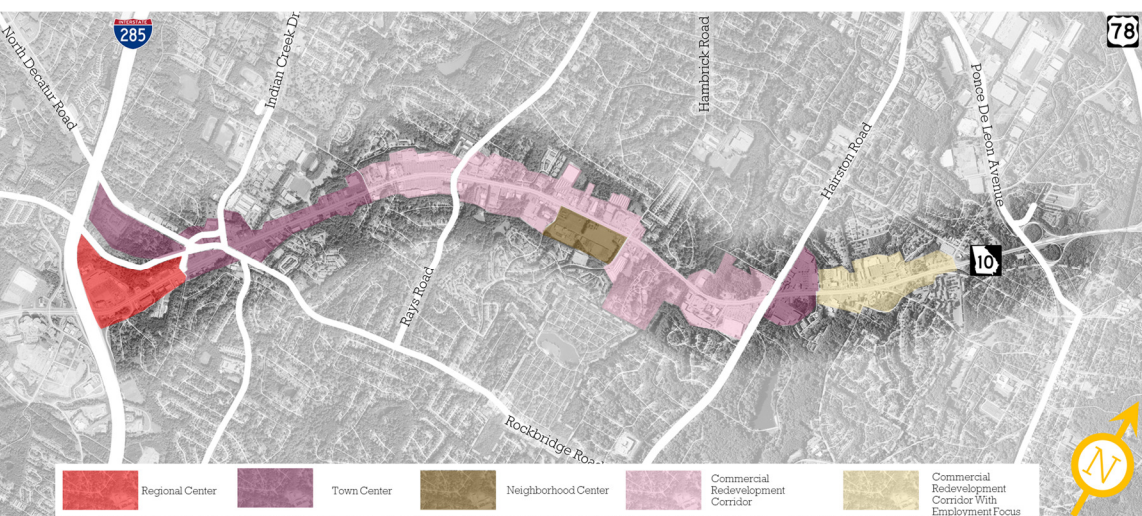 INTERSTATE
285
78
North Decatur Road
Indian Creek Dr
Hambrick Road
Ponce De Leon Avenue
Hairston Road
10
Rays Road
Rockbridge Road
N
Regional Center
Town Center
Neighborhood Center
Commercial
Redevelopment
Corridor
Commercial
Redevelopment
Corridor With
Employment Focus